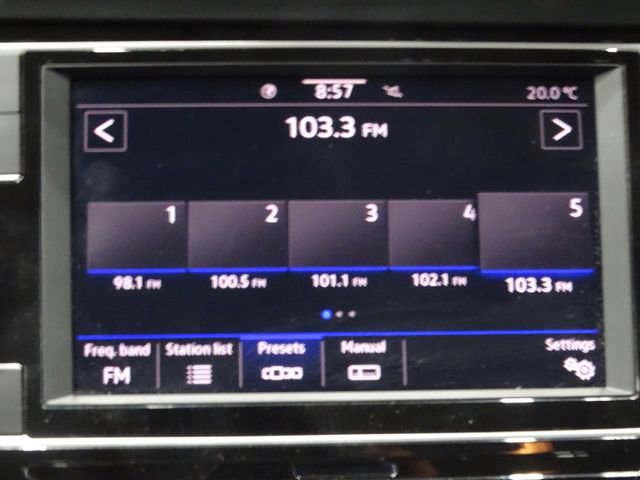 8:57 20.0 °C
< 103.3 FM >
1 2 3 4 5
98.1 FM 100.5 FM 101.1 FM 102.1 FM 103.3 FM
Freq. band Station list Presets Manual Settings
FM